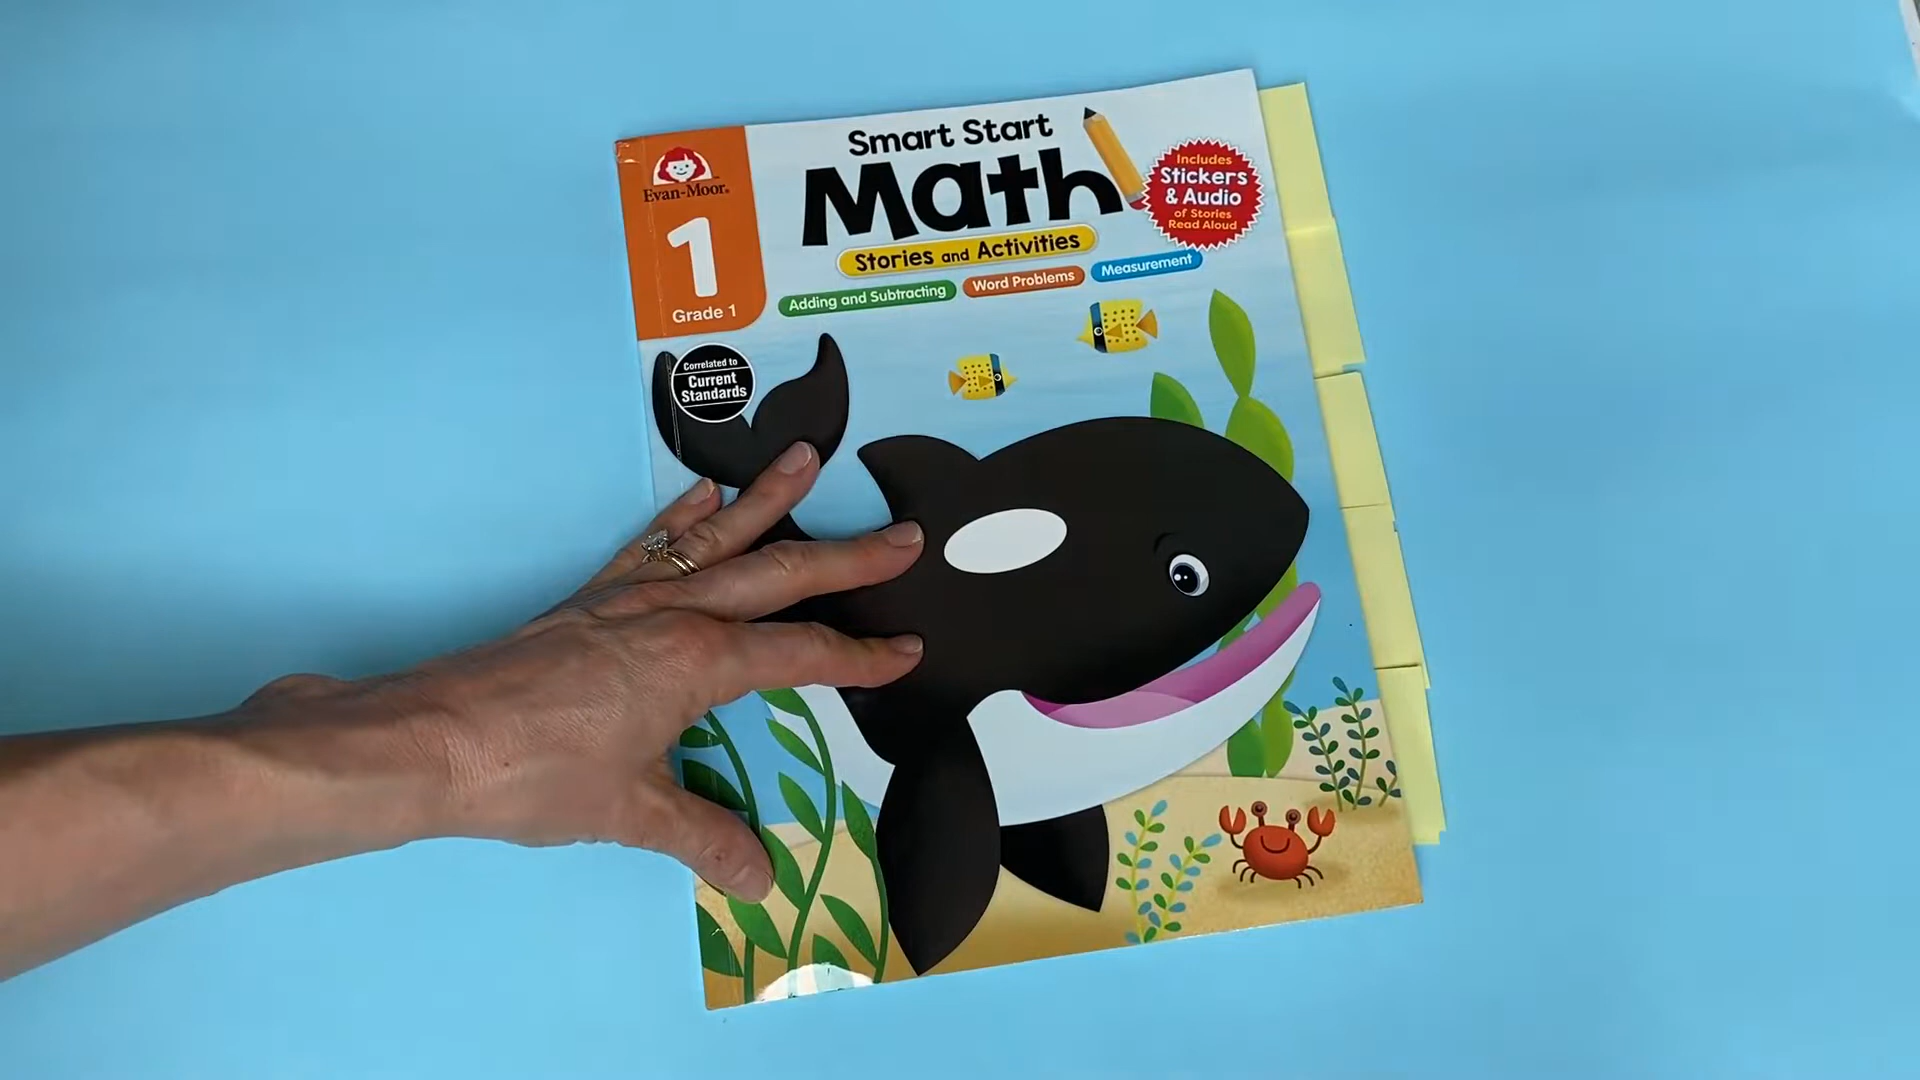 Smart Start
Math
Evan-Moor®
1
Grade 1
Includes
Stickers
& Audio
of Stories
Read Aloud
Stories and Activities
Adding and Subtracting
Word Problems
Measurement
Correlated to
Current
Standards